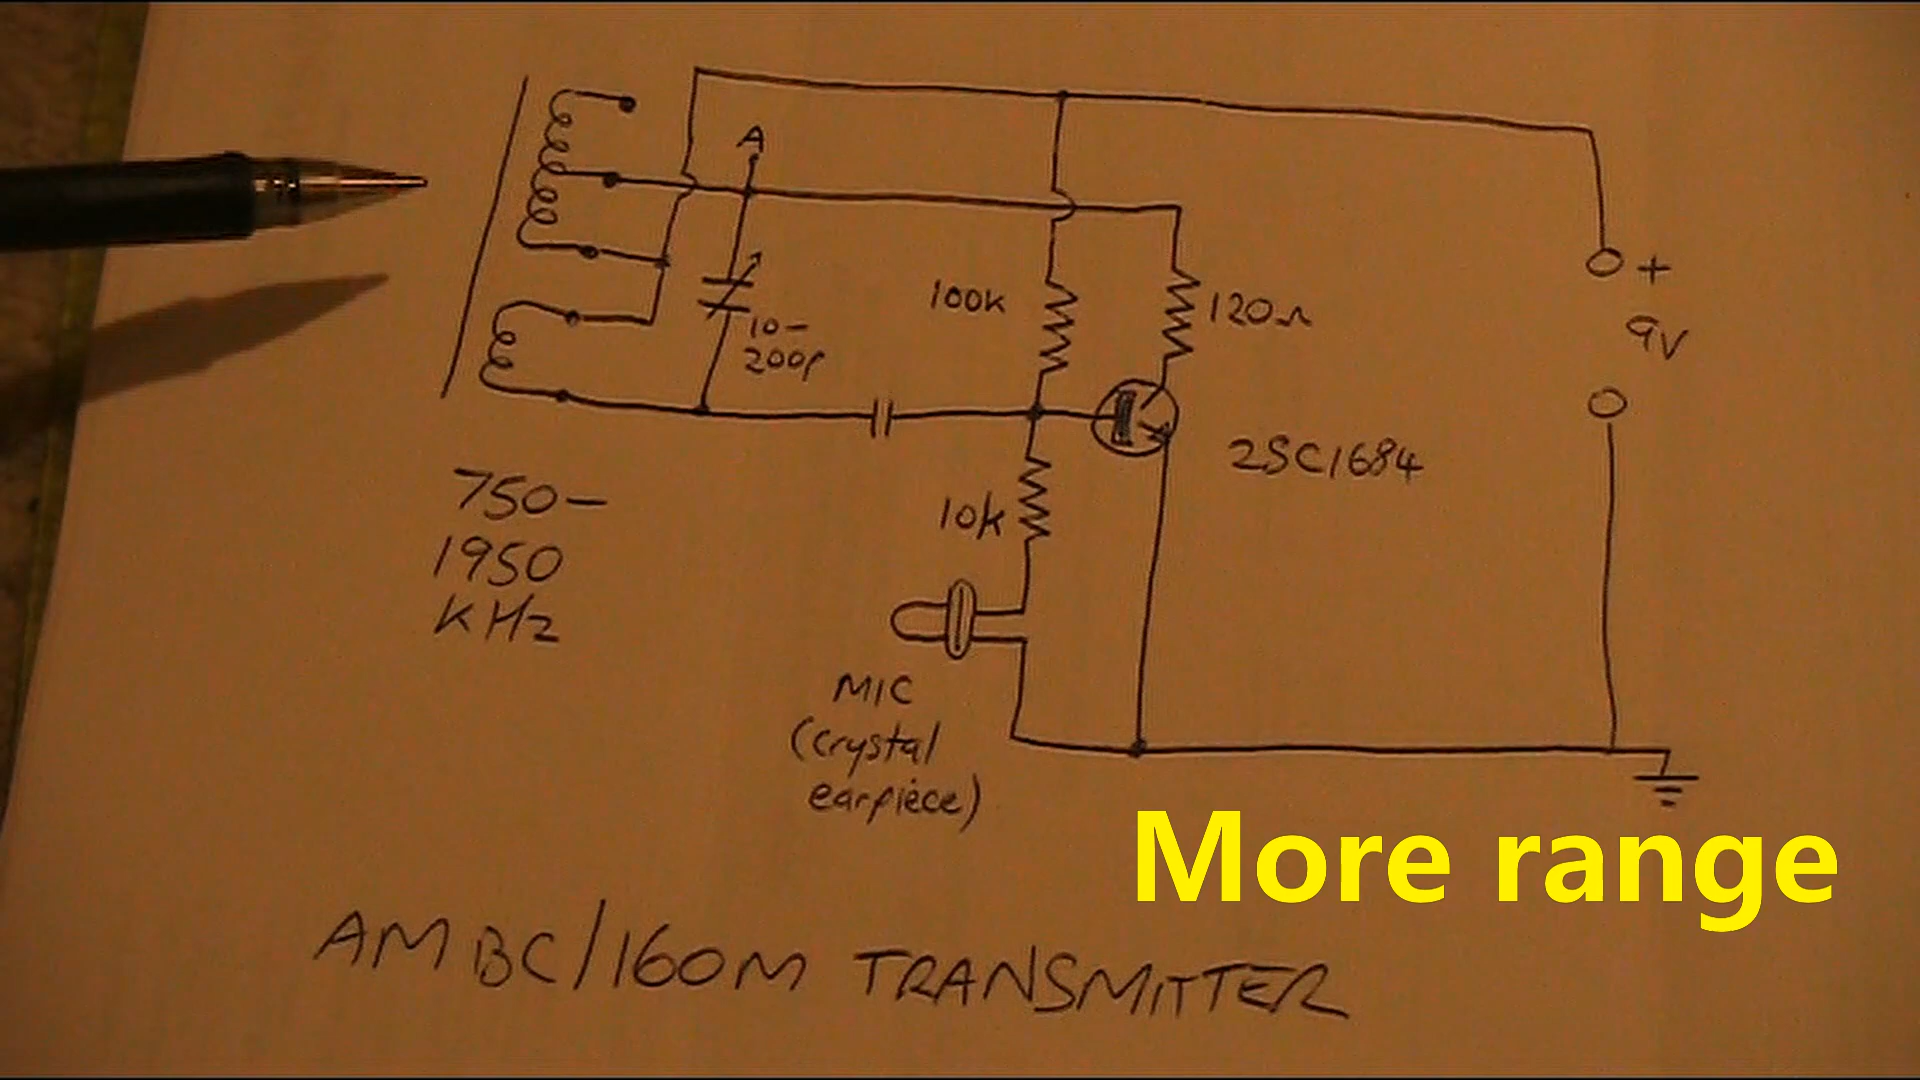 A
100k
120Ω
+
9V
10-
200p
2SC1684
10k
750-
1950
KHz
MIC
(crystal
earpiece)
More range
AM BC/160M TRANSMITTER